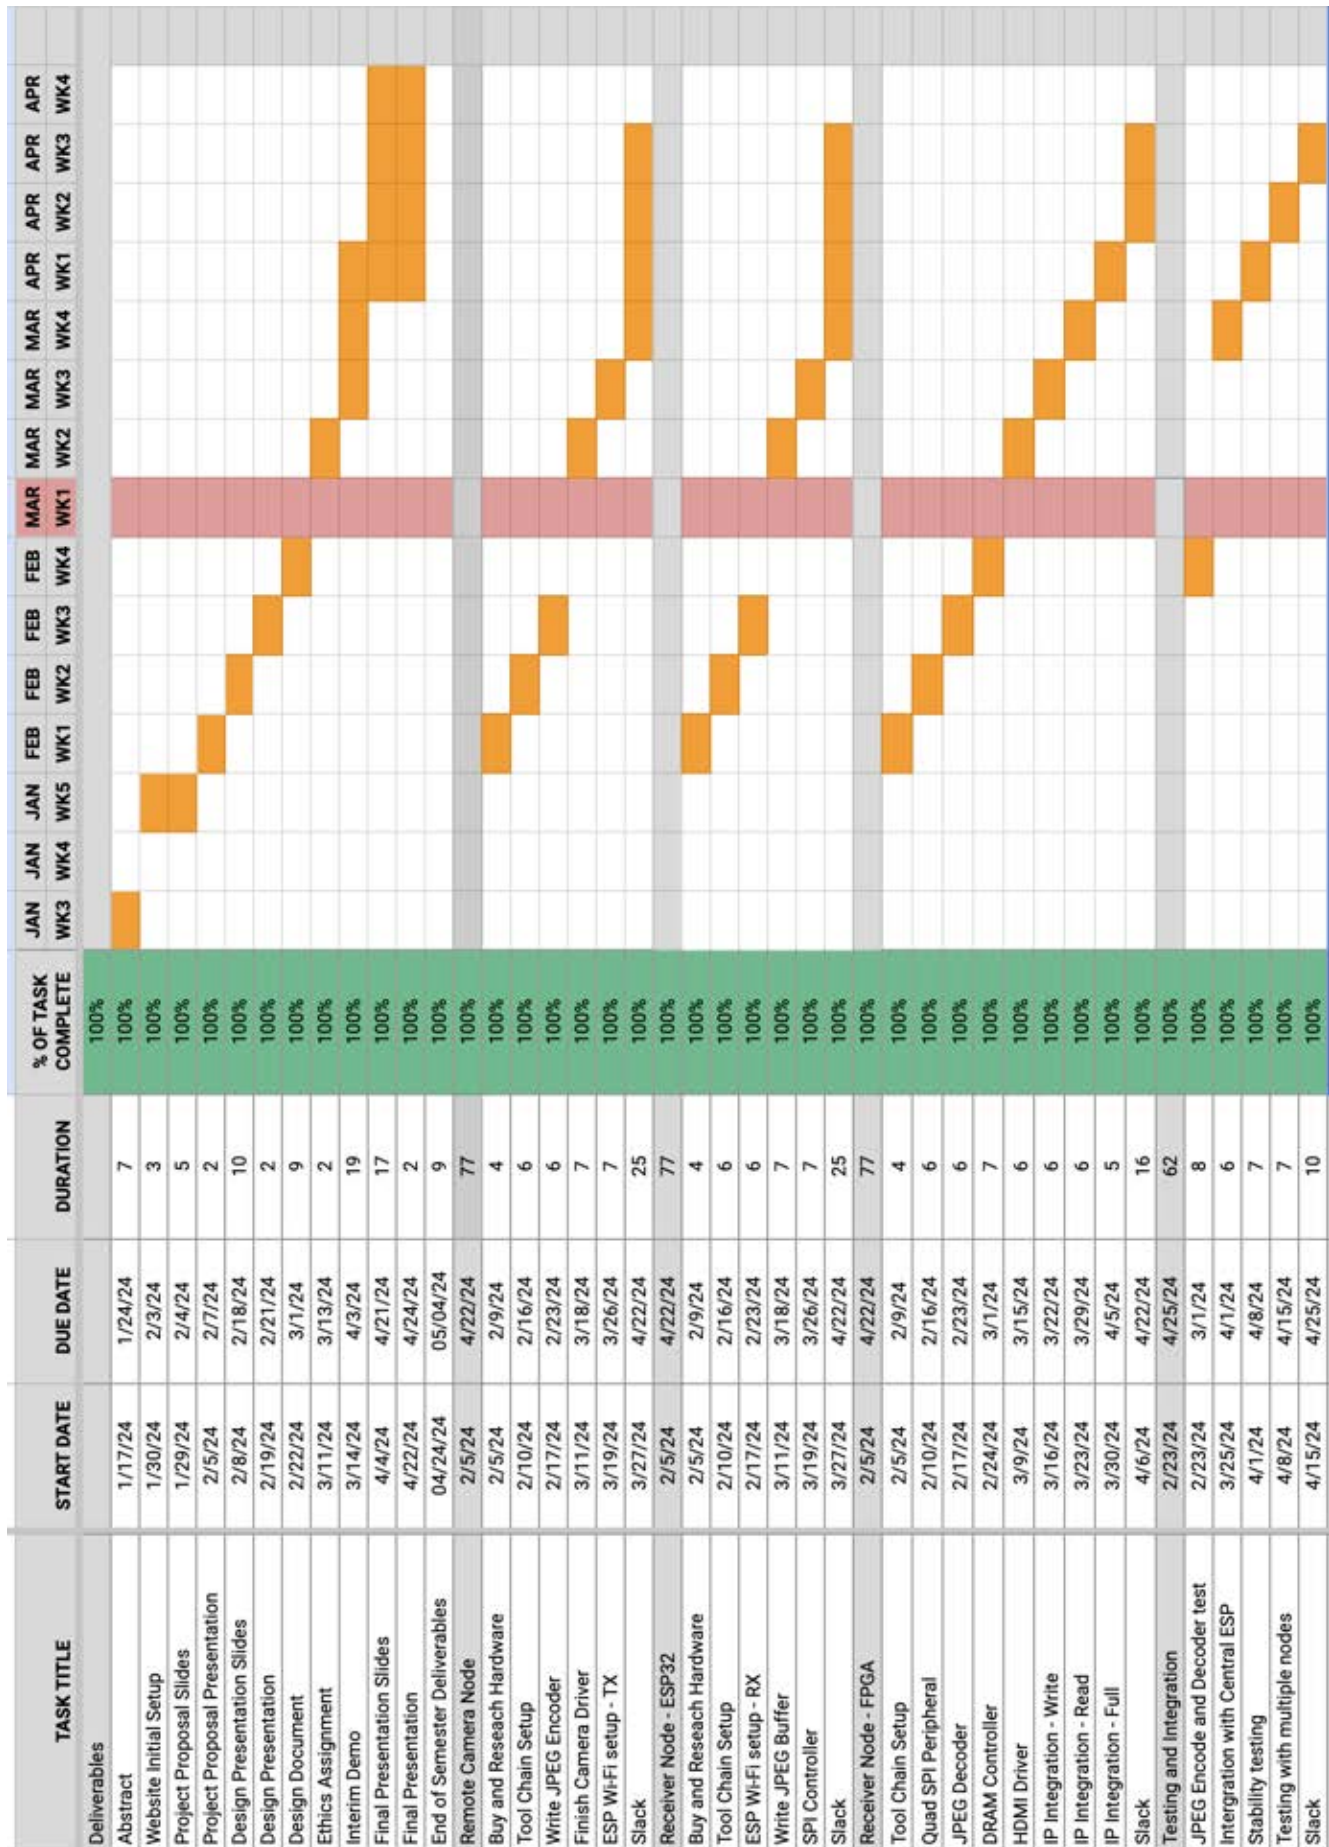 TASK TITLE START DATE DUE DATE DURATION % OF TASK COMPLETE JAN WK3 JAN WK4 JAN WK5 FEB WK1 FEB WK2 FEB WK3 FEB WK4 MAR WK1 MAR WK2 MAR WK3 MAR WK4 APR WK1 APR WK2 APR WK3 APR WK4
Deliverables 100%
Abstract 1/17/24 1/24/24 7 100%
Website Initial Setup 1/30/24 2/3/24 3 100%
Project Proposal Slides 1/29/24 2/4/24 5 100%
Project Proposal Presentation 2/5/24 2/7/24 2 100%
Design Presentation Slides 2/8/24 2/18/24 10 100%
Design Presentation 2/19/24 2/21/24 2 100%
Design Document 2/22/24 3/1/24 9 100%
Ethics Assignment 3/11/24 3/13/24 2 100%
Interim Demo 3/14/24 4/3/24 19 100%
Final Presentation Slides 4/4/24 4/21/24 17 100%
Final Presentation 4/22/24 4/24/24 2 100%
End of Semester Deliverables 04/24/24 05/04/24 9 100%
Remote Camera Node 2/5/24 4/22/24 77 100%
Buy and Reseach Hardware 2/5/24 2/9/24 4 100%
Tool Chain Setup 2/10/24 2/16/24 6 100%
Write JPEG Encoder 2/17/24 2/23/24 6 100%
Finish Camera Driver 3/11/24 3/18/24 7 100%
ESP Wi-Fi setup - TX 3/19/24 3/26/24 7 100%
Slack 3/27/24 4/22/24 25 100%
Receiver Node - ESP32 2/5/24 4/22/24 77 100%
Buy and Reseach Hardware 2/5/24 2/9/24 4 100%
Tool Chain Setup 2/10/24 2/16/24 6 100%
ESP Wi-Fi setup - RX 2/17/24 2/23/24 6 100%
Write JPEG Buffer 3/11/24 3/18/24 7 100%
SPI Controller 3/19/24 3/26/24 7 100%
Slack 3/27/24 4/22/24 25 100%
Receiver Node - FPGA 2/5/24 4/22/24 77 100%
Tool Chain Setup 2/5/24 2/9/24 4 100%
Quad SPI Peripheral 2/10/24 2/16/24 6 100%
JPEG Decoder 2/17/24 2/23/24 6 100%
DRAM Controller 2/24/24 3/1/24 7 100%
HDMI Driver 3/9/24 3/15/24 6 100%
IP Integration - Write 3/16/24 3/22/24 6 100%
IP Integration - Read 3/23/24 3/29/24 6 100%
IP Integration - Full 3/30/24 4/5/24 5 100%
Slack 4/6/24 4/22/24 16 100%
Testing and Integration 2/23/24 4/25/24 62 100%
JPEG Encode and Decoder test 2/23/24 3/1/24 8 100%
Intergration with Central ESP 3/25/24 4/1/24 6 100%
Stability testing 4/1/24 4/8/24 7 100%
Testing with multiple nodes 4/8/24 4/15/24 7 100%
Slack 4/15/24 4/25/24 10 100%